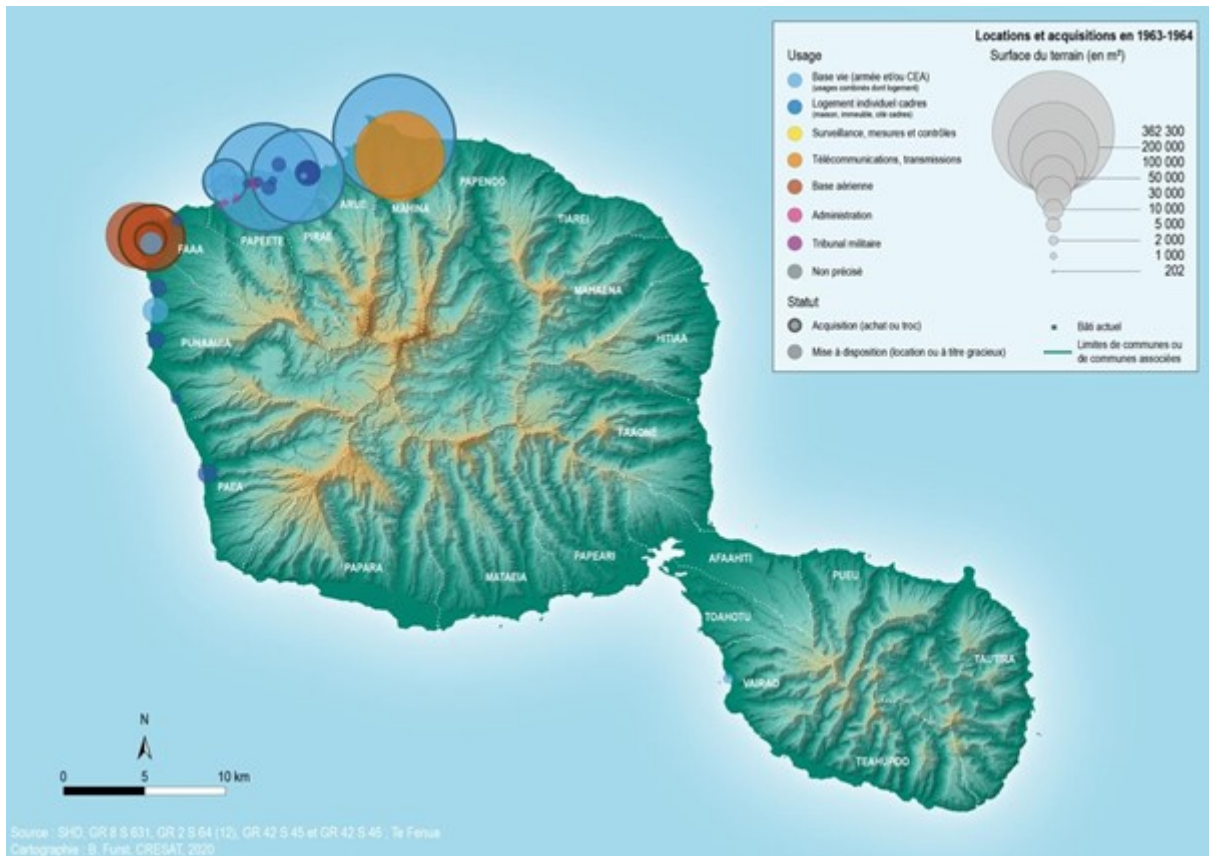 Locations et acquisitions en 1963-1964
Usage
Base vie (armée et/ou CEA)
(usages combinés dont logement)
Logement individuel cadres
(maison, immeuble, cité cadres)
Surveillance, mesures et contrôles
Télécommunications, transmissions
Base aérienne
Administration
Tribunal militaire
Non précisé
Statut
Acquisition (achat ou troc)
Mise à disposition (location ou à titre gracieux)
Surface du terrain (en m²)
362 300
200 000
100 000
50 000
30 000
10 000
5 000
2 000
1 000
202
Bâti actuel
Limites de communes ou
de communes associées
PAPENOO
ARUE
MAHINA
TIAREI
FAAA
PAPEETE
PIRAE
MAHAENA
PUNAAUIA
HITIAA
FAAONE
PAEA
PAPARA
MATAEIA
PAPEARI
AFAAHITI
PUEU
TOAHOTU
TAUTIRA
VAIRAO
TEAHUPOO
N
0 5 10 km
Source : SHD, GR 8 S 631, GR 2 S 64 (12), GR 42 S 45 et GR 42 S 46 ; Te Fenua
Cartographie : B. Furst, CRESAT, 2020